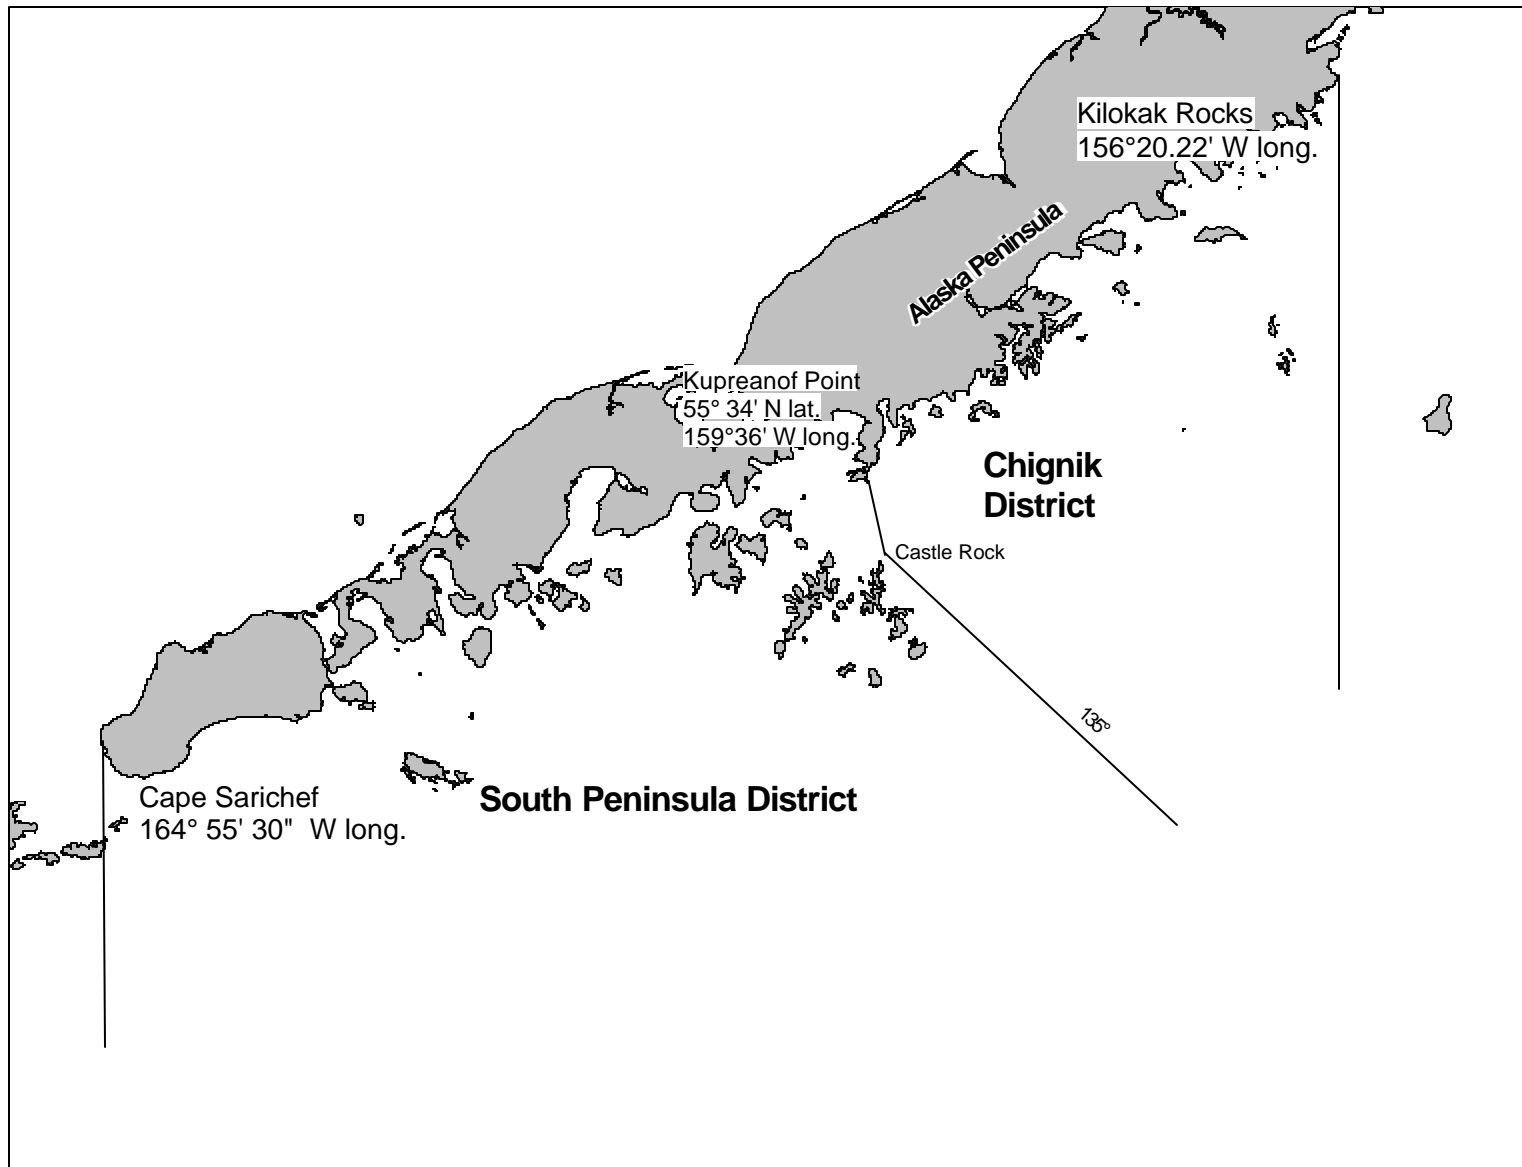 Kilokak Rocks
156°20.22' W long.
Alaska Peninsula
Kupreanof Point
55° 34' N lat.
159°36' W long.
Chignik
District
Castle Rock
135°
Cape Sarichef
164° 55' 30" W long.
South Peninsula District